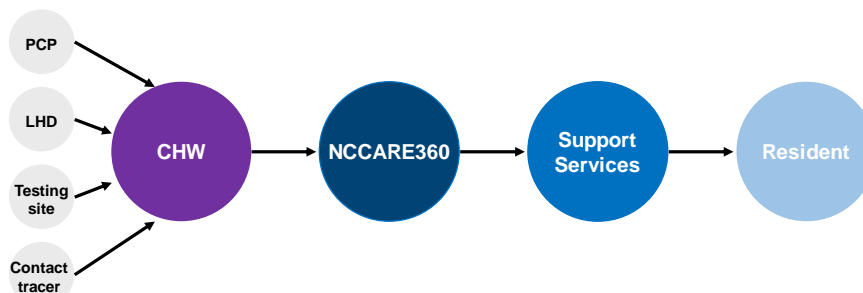 PCP
LHD
Testing
site
Contact
tracer
CHW
NCCARE360
Support
Services
Resident